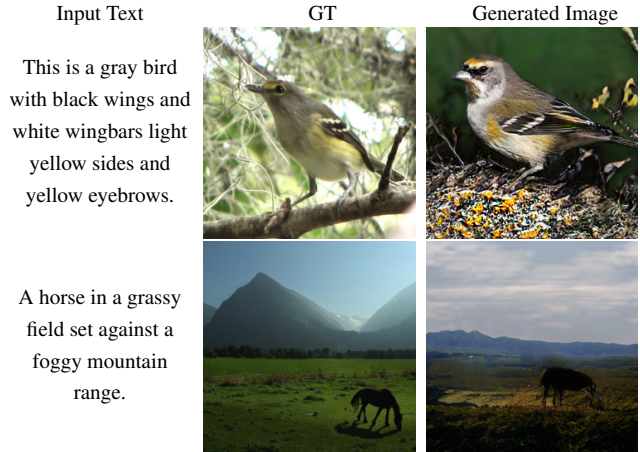 Input Text
GT
Generated Image
This is a gray bird
with black wings and
white wingbars light
yellow sides and
yellow eyebrows.
A horse in a grassy
field set against a
foggy mountain
range.